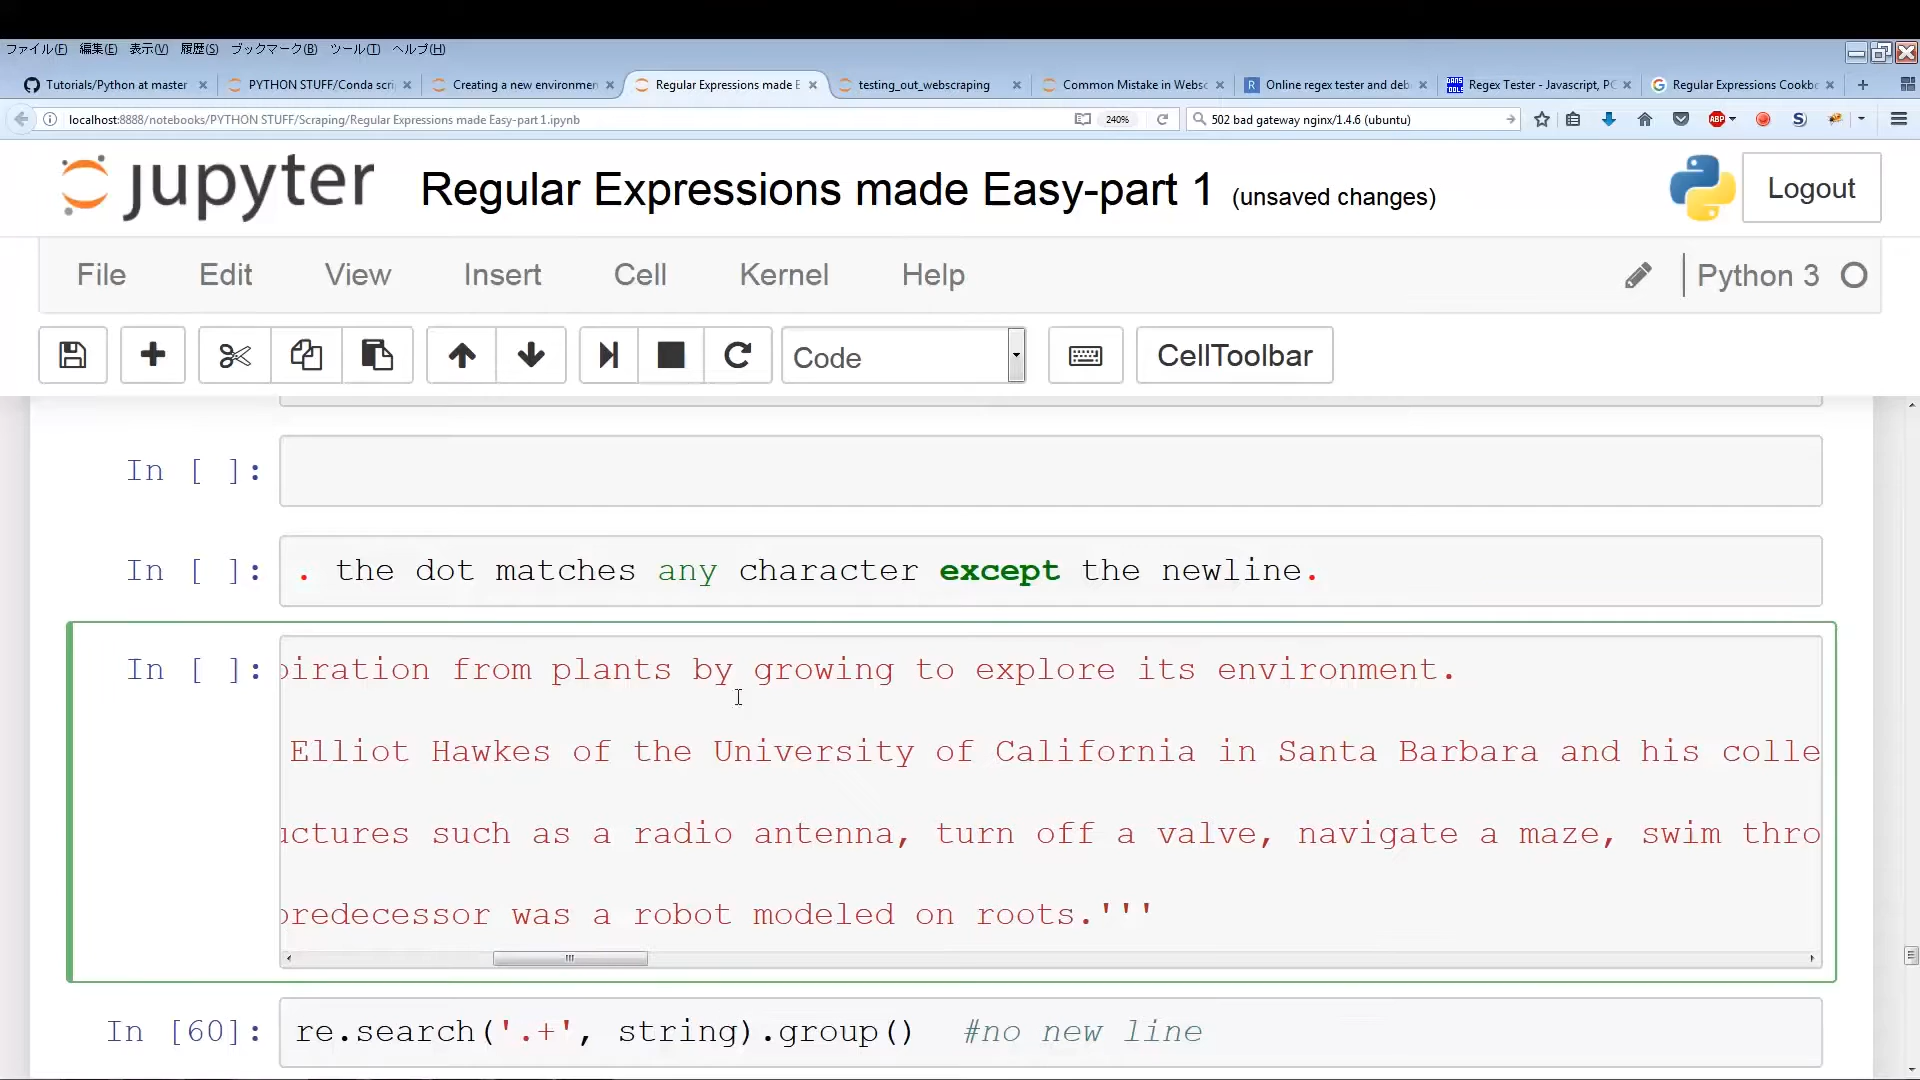 ファイル(F) 編集(E) 表示(V) 履歴(S) ブックマーク(B) ツール(T) ヘルプ(H)
Tutorials/Python at master PYTHON STUFF/Conda scri Creating a new environmen Regular Expressions made E testing_out_webscraping Common Mistake in Websc Online regex tester and deb Regex Tester - Javascript, PC Regular Expressions Cookb
localhost:8888/notebooks/PYTHON STUFF/Scraping/Regular Expressions made Easy-part 1.ipynb 240% 502 bad gateway nginx/1.4.6 (ubuntu) ABP
jupyter Regular Expressions made Easy-part 1 (unsaved changes) Logout
File Edit View Insert Cell Kernel Help Python 3
Code CellToolbar
In [ ]:
In [ ]: . the dot matches any character except the newline.
In [ ]: piration from plants by growing to explore its environment.
Elliot Hawkes of the University of California in Santa Barbara and his colle
uctures such as a radio antenna, turn off a valve, navigate a maze, swim thro
predecessor was a robot modeled on roots.'''
In [60]: re.search('.+', string).group() #no new line